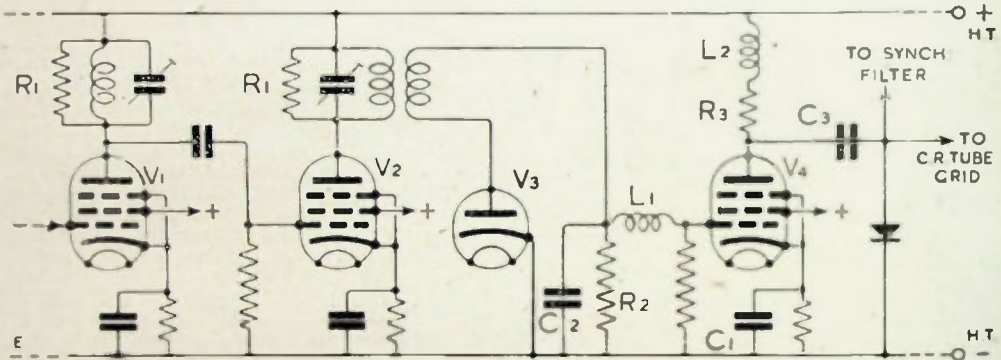 +
HT
L2
TO SYNCH
FILTER
R1
R1
R3
C3
TO
C R TUBE
GRID
V1
V2
V3
V4
+
+
L1
R2
C2
C1
E
HT